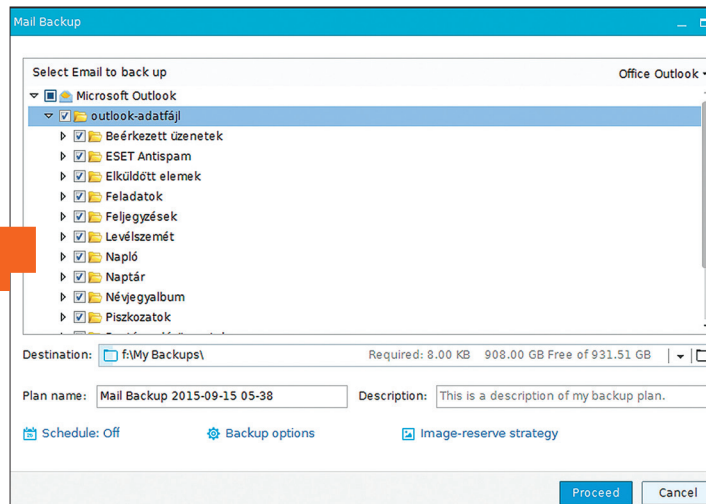 Mail Backup
Select Email to back up
Office Outlook
Microsoft Outlook
outlook-adatfájl
Beérkezett üzenetek
ESET Antispam
Elküldött elemek
Feladatok
Feljegyzések
Levélszemét
Napló
Naptár
Névjegyalbum
Piszkozatok
Destination: f:\My Backups\ Required: 8.00 KB 908.00 GB Free of 931.51 GB
Plan name: Mail Backup 2015-09-15 05-38 Description: This is a description of my backup plan.
Schedule: Off Backup options Image-reserve strategy
Proceed Cancel